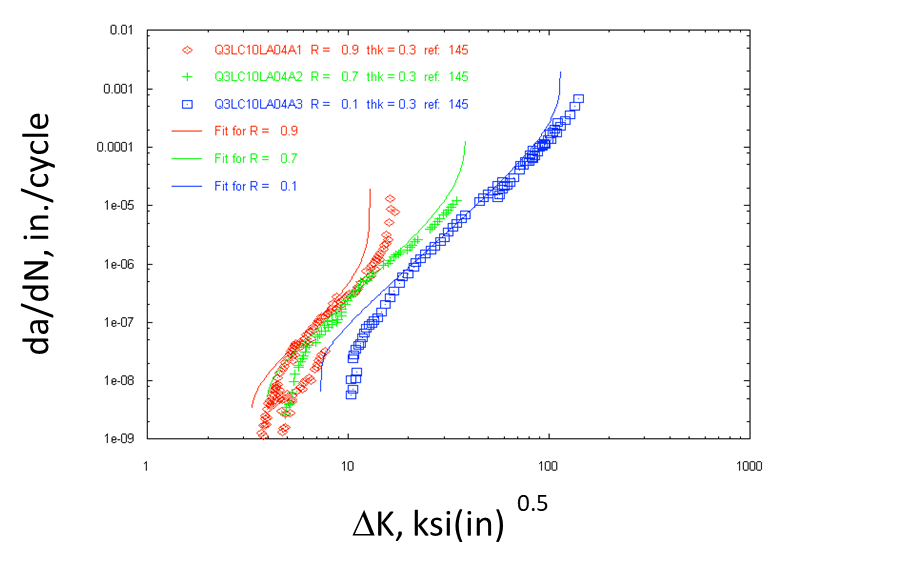 0.01
0.001
0.0001
1e-05
1e-06
1e-07
1e-08
1e-09
da/dN, in./cycle
Q3LC10LA04A1 R = 0.9 thk = 0.3 ref: 145
Q3LC10LA04A2 R = 0.7 thk = 0.3 ref: 145
Q3LC10LA04A3 R = 0.1 thk = 0.3 ref: 145
Fit for R = 0.9
Fit for R = 0.7
Fit for R = 0.1
1 10 100 1000
ΔK, ksi(in) 0.5